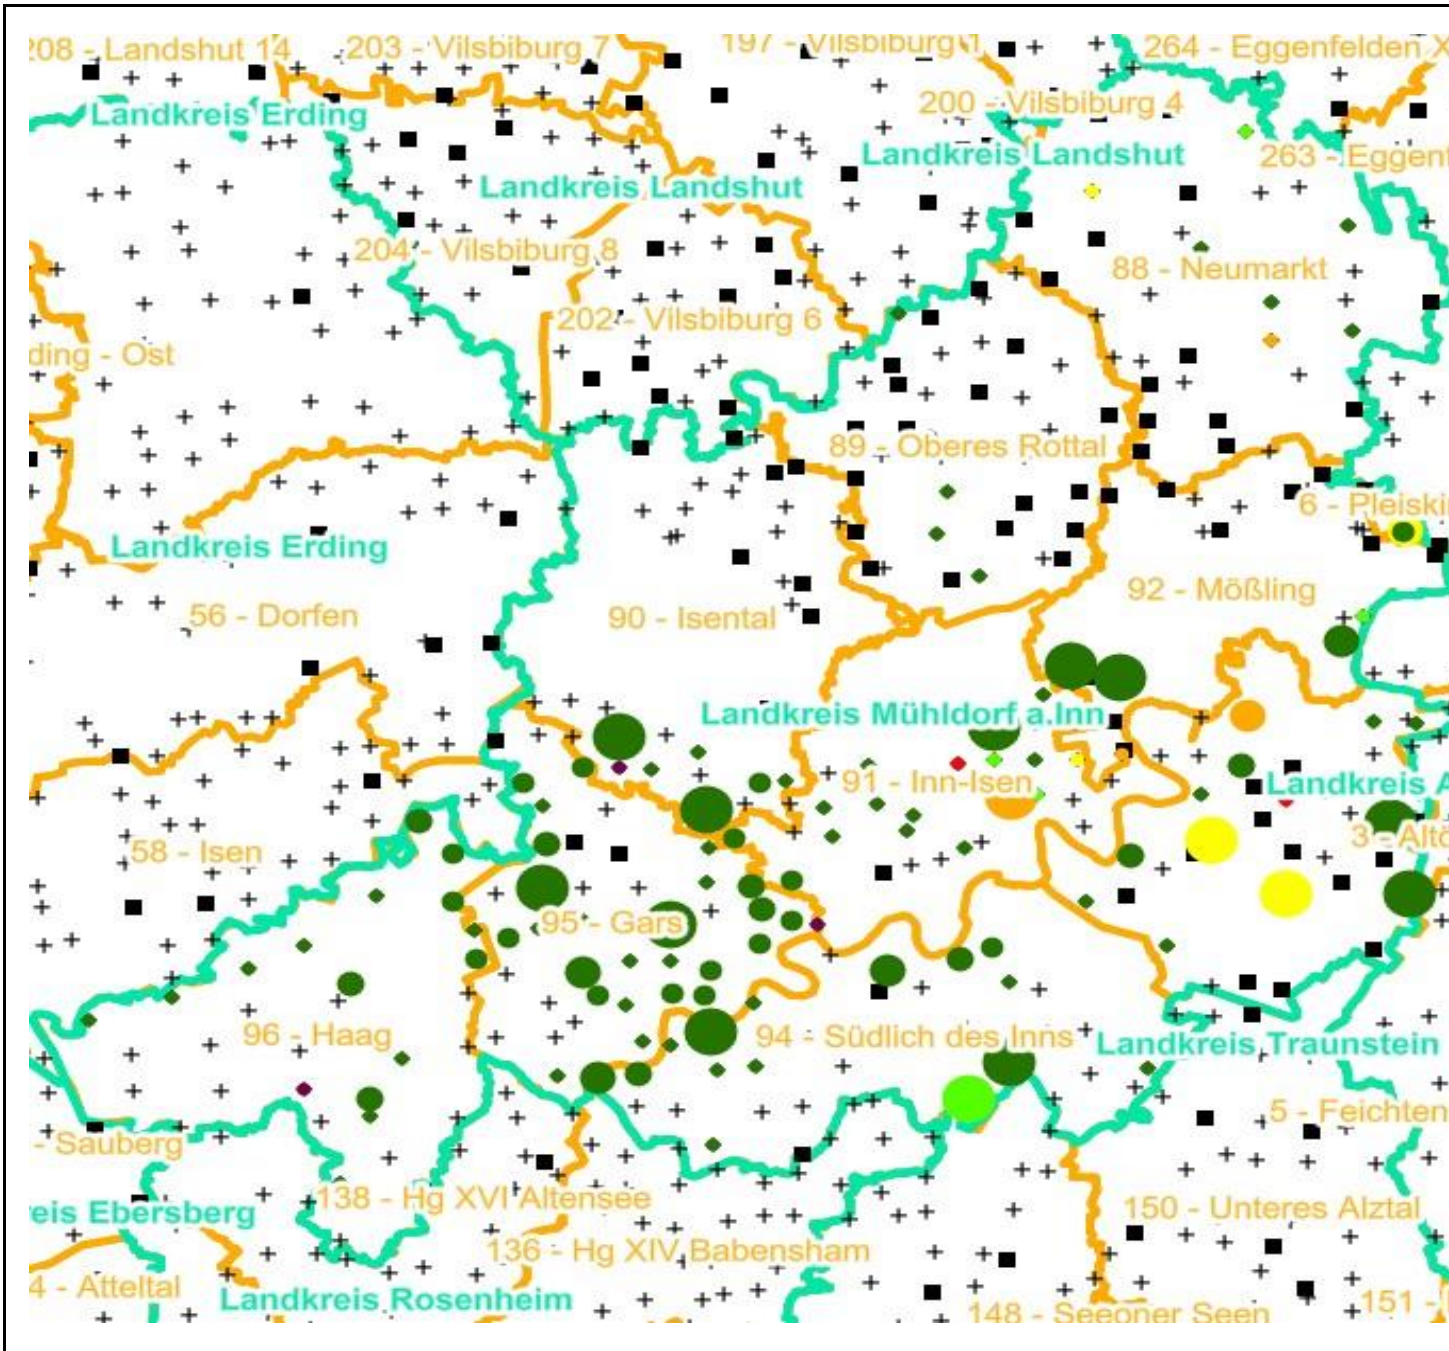 208 - Landshut 14
203 - Vilsbiburg 7
197 - Vilsbiburg 1
264 - Eggenfelden X
200 - Vilsbiburg 4
Landkreis Erding
Landkreis Landshut
263 - Eggenf
Landkreis Landshut
204 - Vilsbiburg 8
88 - Neumarkt
202 - Vilsbiburg 6
ding - Ost
89 - Oberes Rottal
6 - Pleiskir
Landkreis Erding
92 - Mößling
56 - Dorfen
90 - Isental
Landkreis Mühldorf a.Inn
91 - Inn-Isen
Landkreis A
3 - Altö
58 - Isen
95 - Gars
96 - Haag
94 - Südlich des Inns
Landkreis Traunstein
5 - Feichten
- Sauberg
138 - Hg XVI Altensee
150 - Unteres Alztal
reis Ebersberg
136 - Hg XIV Babensham
4 - Atteltal
Landkreis Rosenheim
151 -
148 - Seeoner Seen